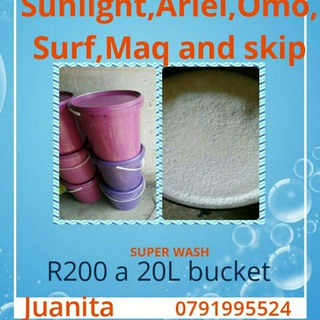 Sunlight,Ariel,Omo,
Surf,Maq and skip
SUPER WASH
R200 a 20L bucket
Juanita 0791995524